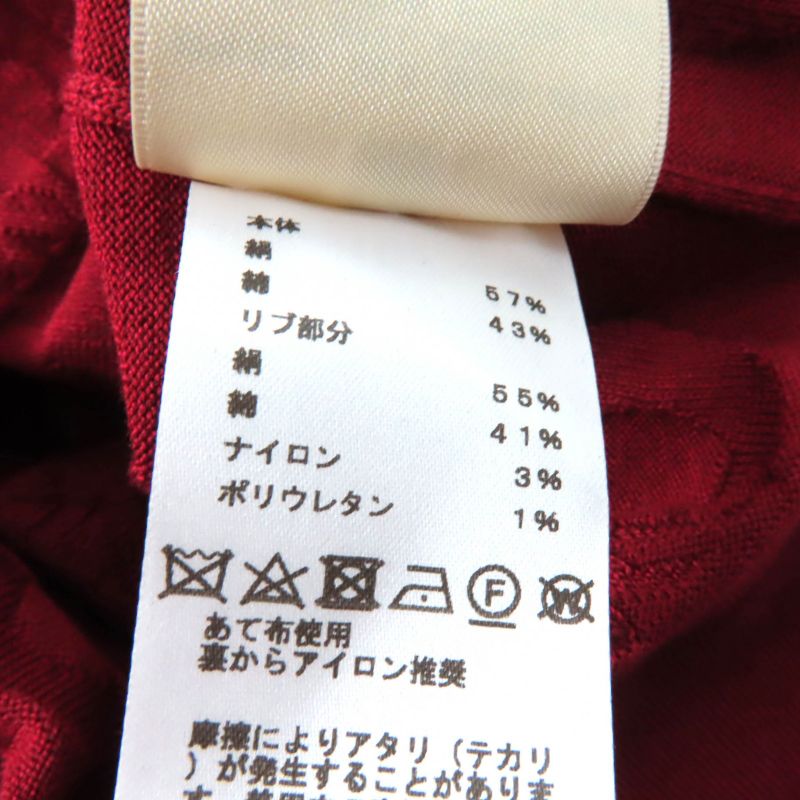 本体
絹 57%
綿 43%
リブ部分
絹 55%
綿 41%
ナイロン 3%
ポリウレタン 1%
F W
あて布使用
裏からアイロン推奨
摩擦によりアタリ(テカリ
)が発生することがありま
す。